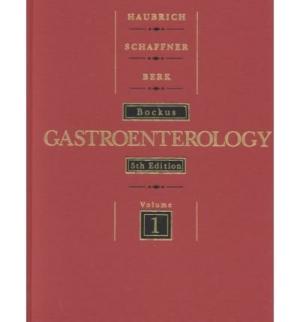 HAUBRICH
SCHAFFNER
BERK
Bockus
GASTROENTEROLOGY
5th Edition
Volume
1